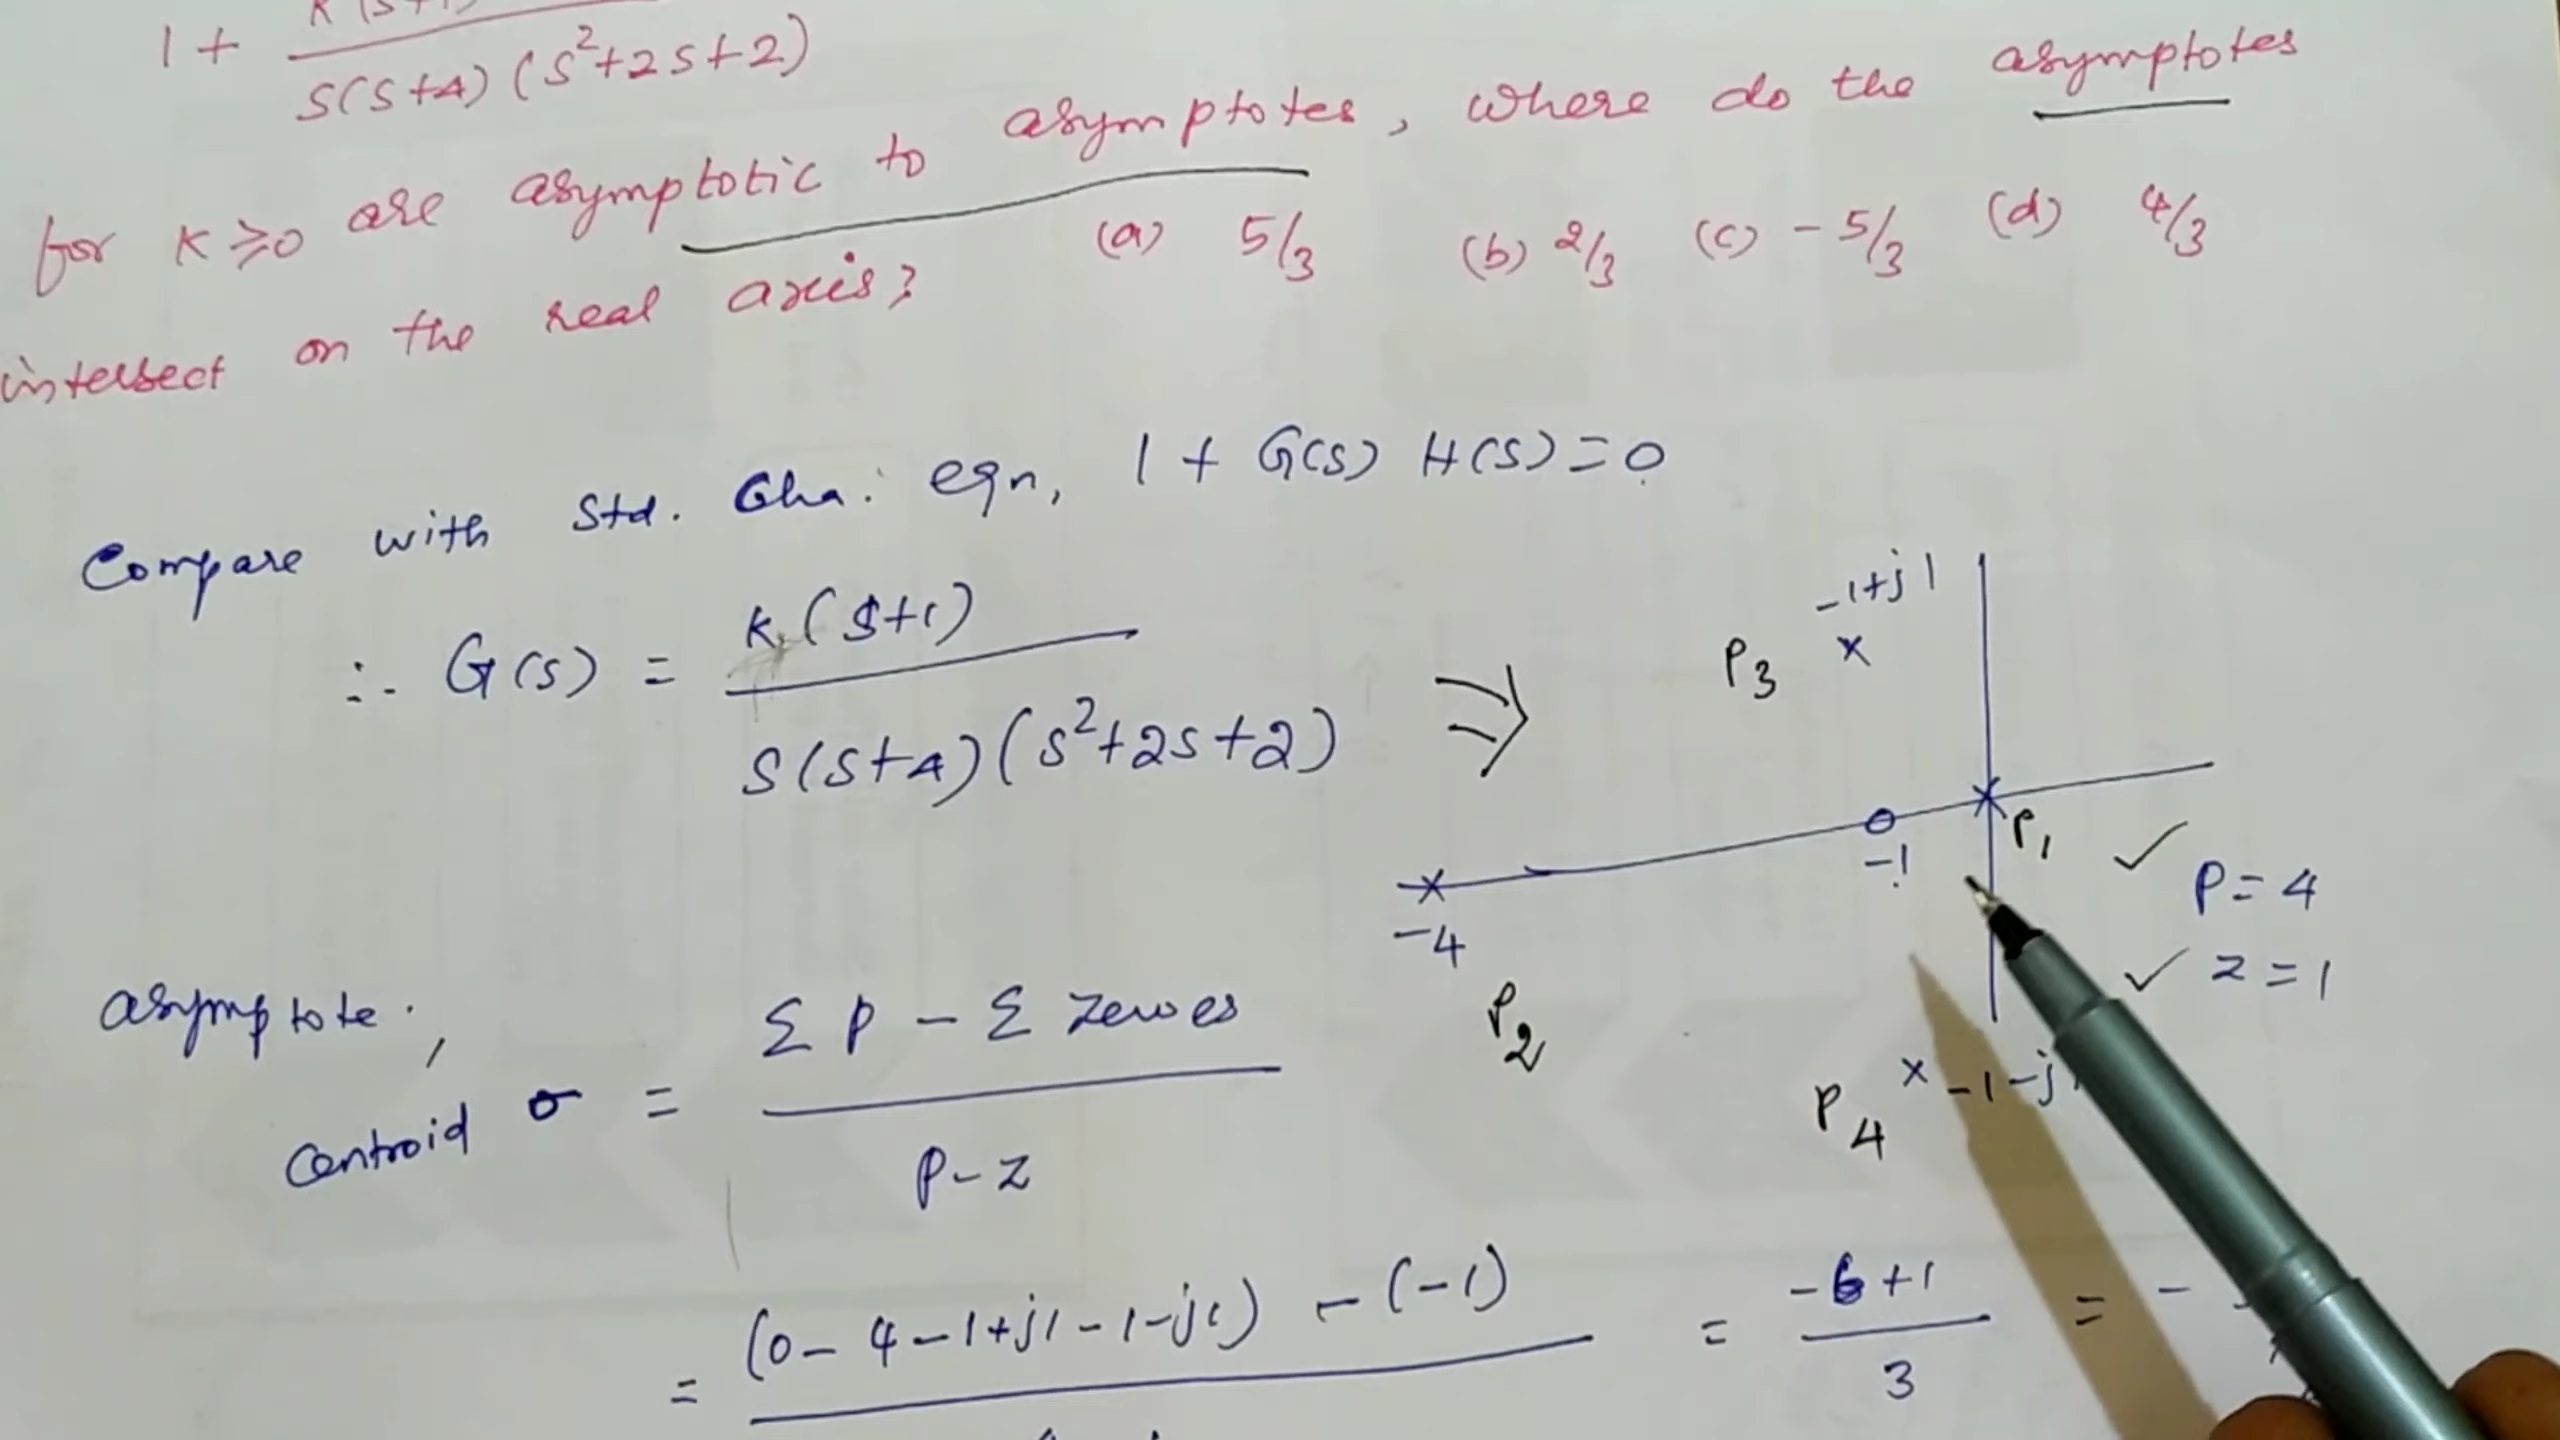 1 + K(S+1)
S(S+4) (S²+2S+2)
for K ≥0 are asymptotic to asymptotes, where do the asymptotes
intersect on the real axis? (a) 5/3 (b) 2/3 (c) -5/3 (d) 4/3
Compare with Std. Cha. eqn, 1 + G(S) H(S) = 0
∴ G(S) = K(S+1)
S(S+4)(S²+2S+2)
⇒
-1+j1
P3 ×
-1
P1
-4
P2
✓ P=4
✓ Z=1
P4 × -1-j
asymptote,
Centroid σ = Σ P - Σ Zeroes
P-Z
= (0-4-1+j1-1-j1) - (-1) = -6+1 = -
3